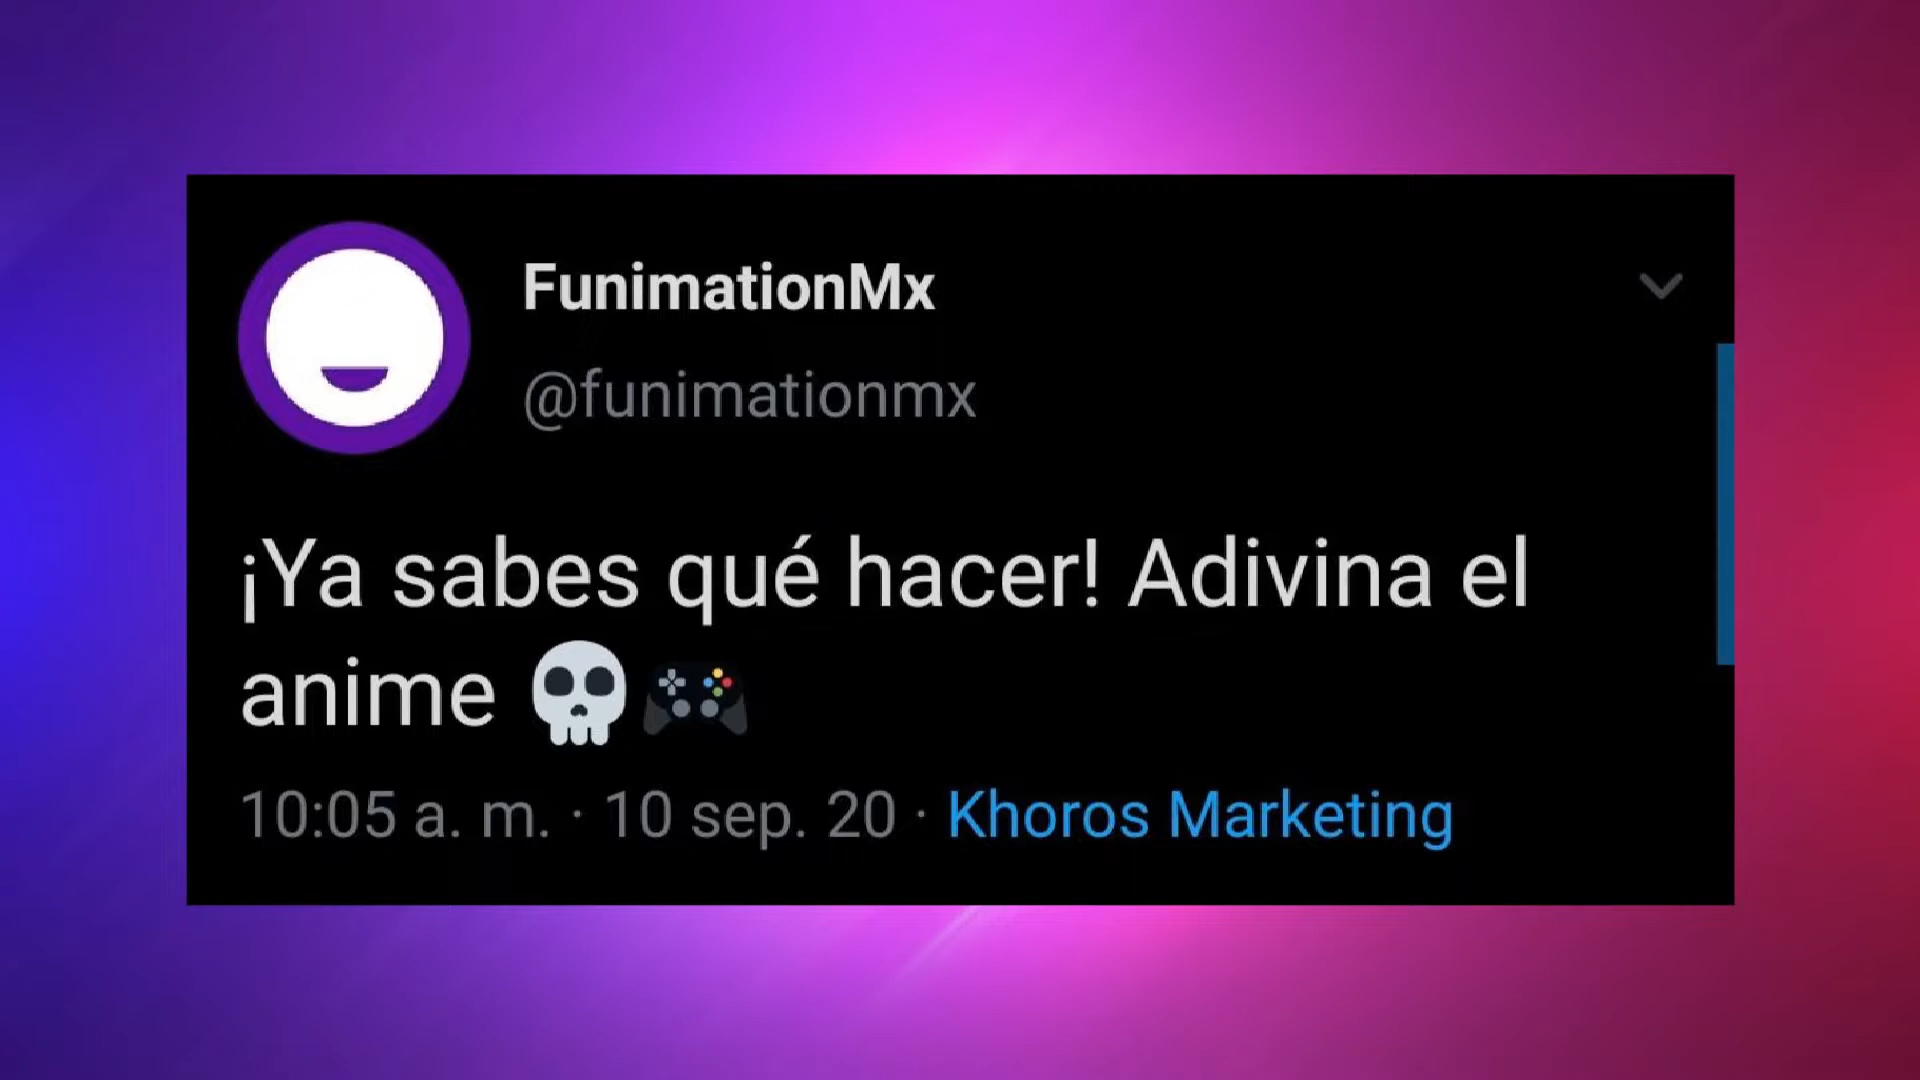 FunimationMx
@funimationmx
¡Ya sabes qué hacer! Adivina el
anime 💀🎮
10:05 a. m. · 10 sep. 20 · Khoros Marketing